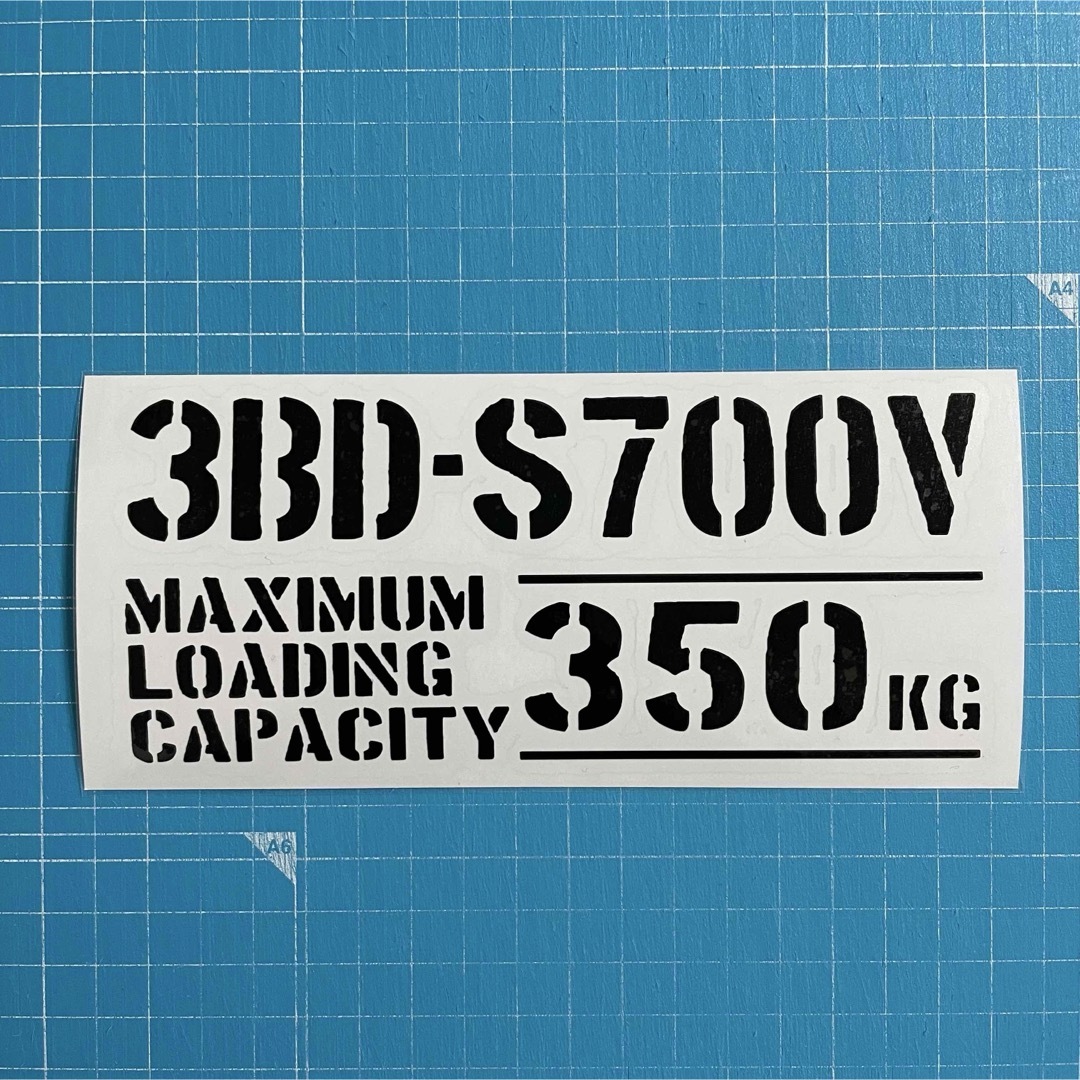 A4
3BD-S700V
MAXIMUM
LOADING
CAPACITY
350 KG
A6